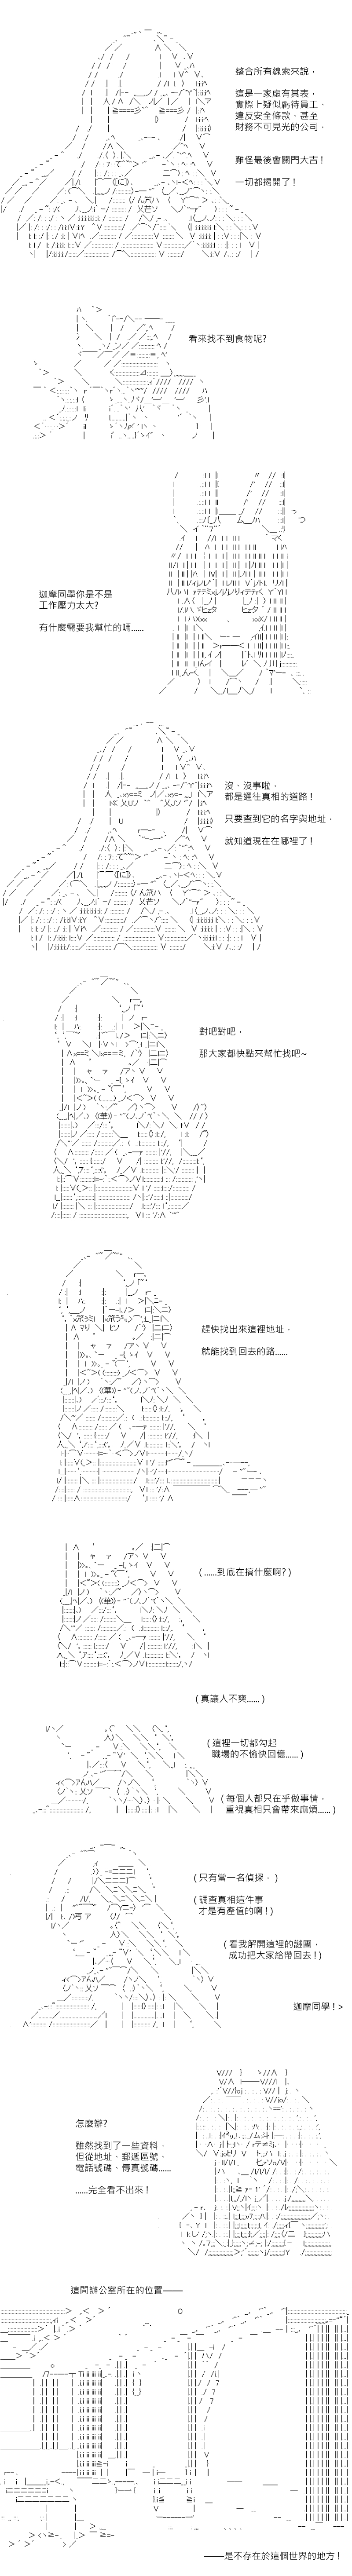 整合所有線索來說，
這是一家虛有其表，
實際上疑似虧待員工，
違反安全條款、甚至
財務不可見光的公司，
難怪最後會關門大吉！
一切都揭開了！
看來找不到食物呢?
迦摩同學你是不是
工作壓力太大?
有什麼需要我幫忙的嗎……
沒、沒事啦，
都是通往真相的道路！
只要查到它的名字與地址，
就知道現在在哪裡了！
對吧對吧，
那大家都快點來幫忙找吧~
趕快找出來這裡地址，
就能找到回去的路……
( ……到底在搞什麼啊? )
( 真讓人不爽…… )
( 這裡一切都勾起
職場的不愉快回憶…… )
( 每個人都只在乎做事情，
重視真相只會帶來麻煩…… )
( 只有當一名偵探， )
( 調查真相這件事
才是有產值的啊！)
( 看我解開這裡的謎團，
成功把大家給帶回去！)
迦摩同學！>
怎麼辦?
雖然找到了一些資料，
但從地址、郵遞區號、
電話號碼、傳真號碼……
……完全看不出來！
這間辦公室所在的位置——
——是不存在於這個世界的地方！